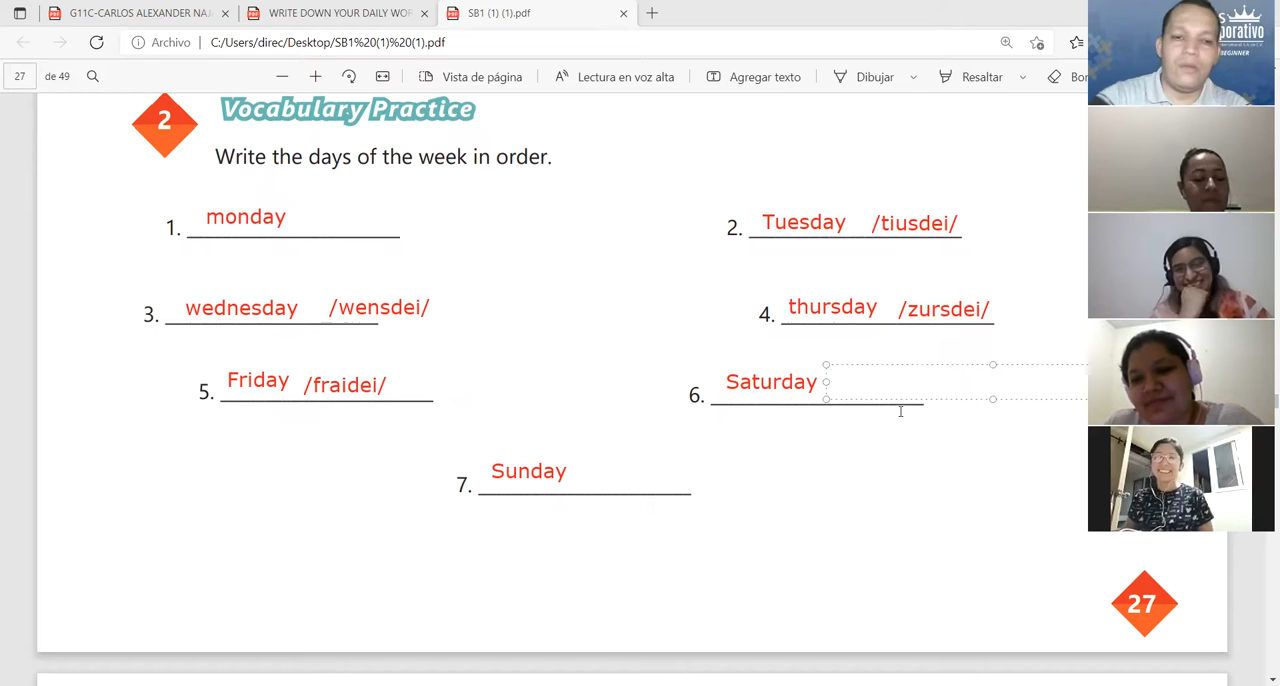 G11C-CARLOS ALEXANDER NAJ
WRITE DOWN YOUR DAILY WOR
SB1 (1) (1).pdf
Archivo
C:/Users/direc/Desktop/SB1%20(1)%20(1).pdf
27
de 49
Vista de página
Lectura en voz alta
Agregar texto
Dibujar
Resaltar
Bor
S
porativo
BEGINNER
2
Vocabulary Practice
Write the days of the week in order.
1. monday
2. Tuesday /tiusdei/
3. wednesday /wensdei/
4. thursday /zursdei/
5. Friday /fraidei/
6. Saturday
7. Sunday
27